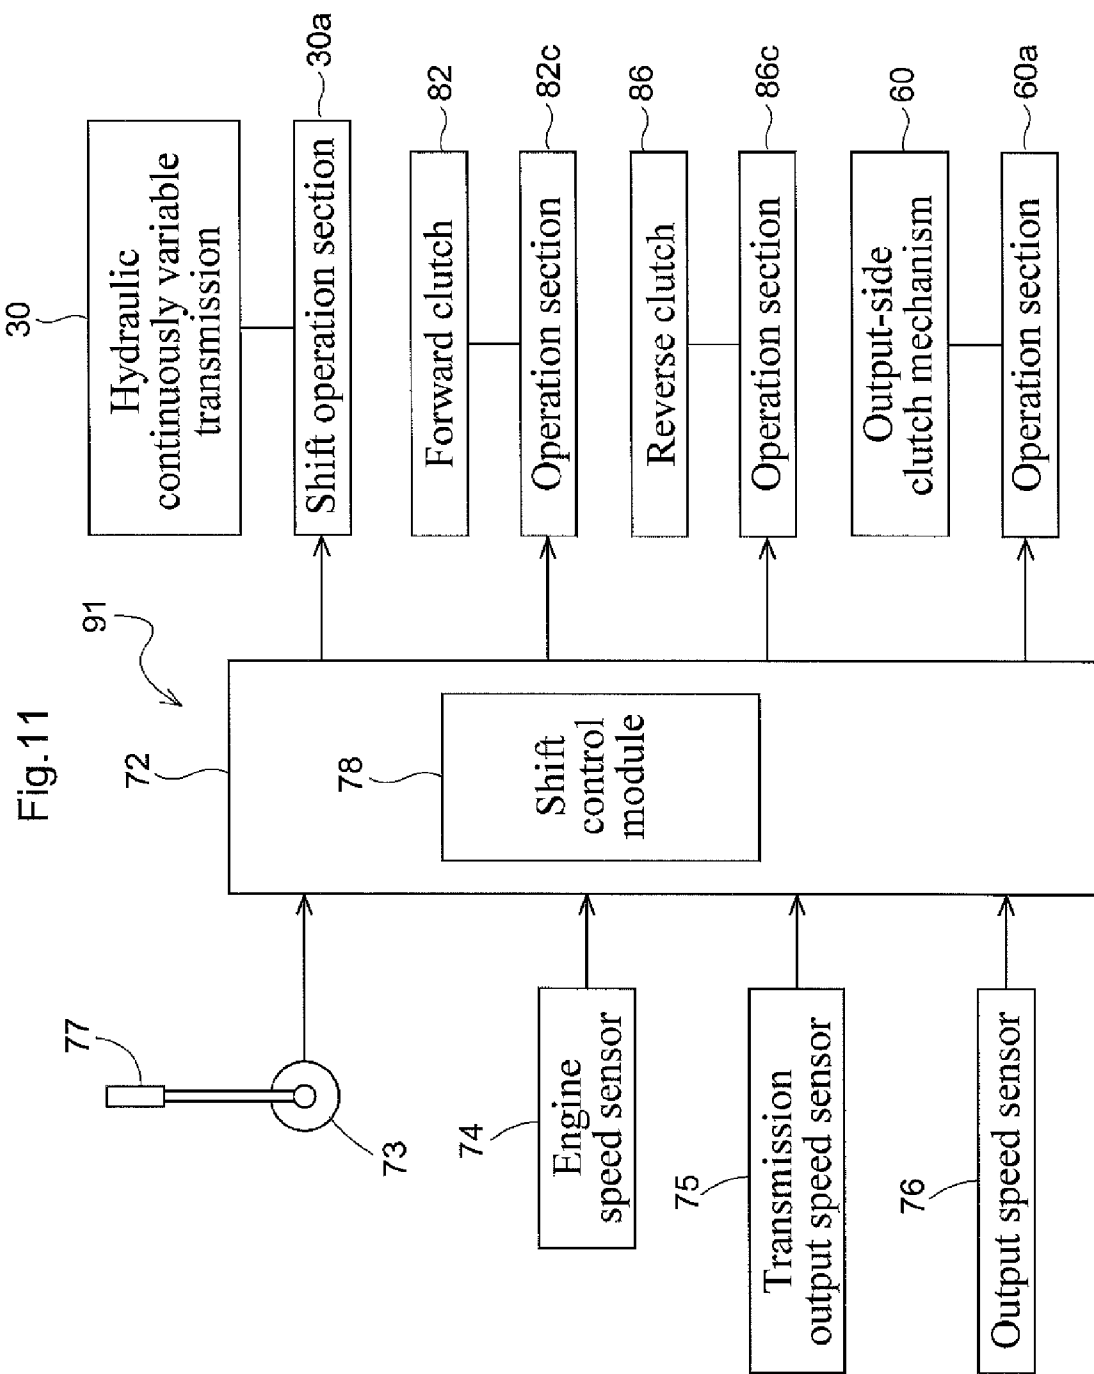 Fig.11
91
77
73
74
Engine
speed sensor
75
Transmission
output speed sensor
76
Output speed sensor
72
78
Shift
control
module
30
Hydraulic
continuously variable
transmission
30a
Shift operation section
82
Forward clutch
82c
Operation section
86
Reverse clutch
86c
Operation section
60
Output-side
clutch mechanism
60a
Operation section